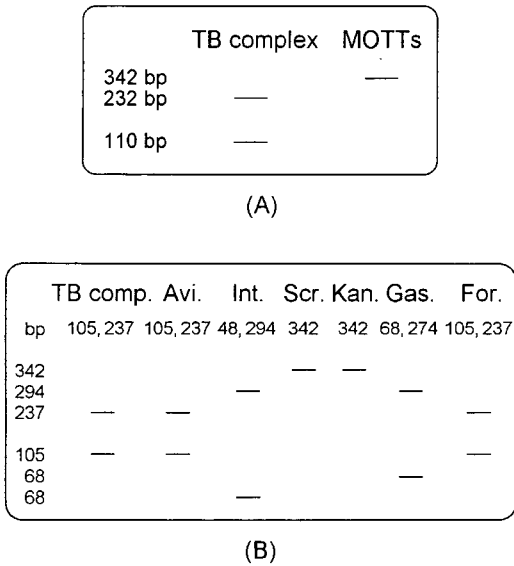 TB complex MOTTs
342 bp
232 bp
110 bp
(A)
TB comp. Avi. Int. Scr. Kan. Gas. For.
bp 105, 237 105, 237 48, 294 342 342 68, 274 105, 237
342
294
237
105
68
68
(B)